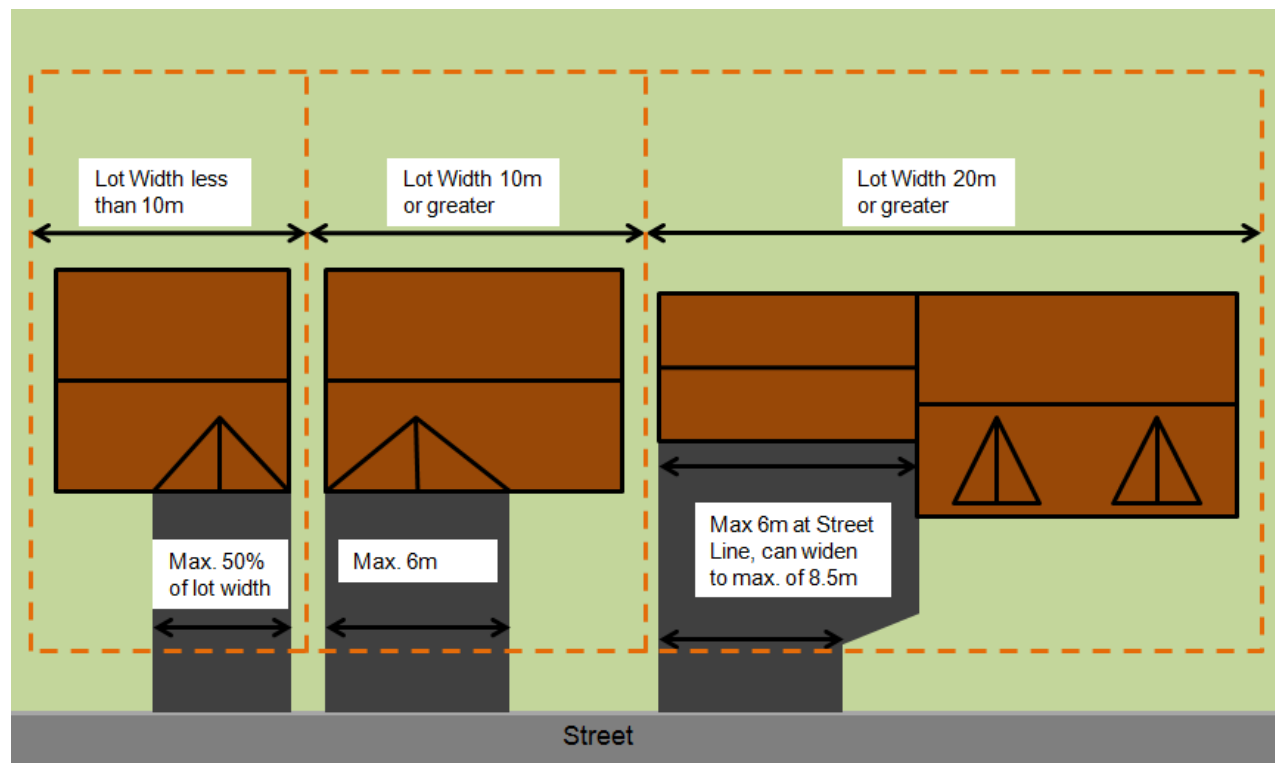 Lot Width less
than 10m
Lot Width 10m
or greater
Lot Width 20m
or greater
Max. 50%
of lot width
Max. 6m
Max 6m at Street
Line, can widen
to max. of 8.5m
Street